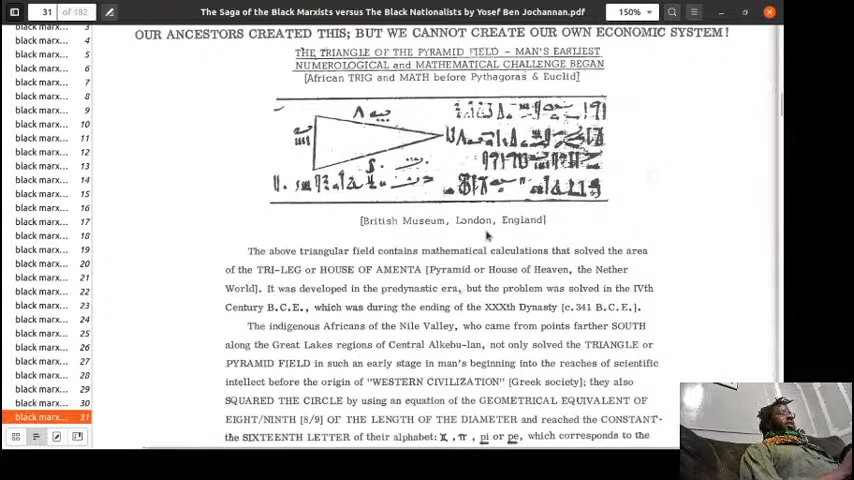 31 of 182
The Saga of the Black Marxists versus The Black Nationalists by Yosef Ben Jochannan.pdf
150%
black marx... 3
black marx... 4
black marx... 5
black marx... 6
black marx... 7
black marx... 8
black marx... 9
black marx... 10
black marx... 11
black marx... 12
black marx... 13
black marx... 14
black marx... 15
black marx... 16
black marx... 17
black marx... 18
black marx... 19
black marx... 20
black marx... 21
black marx... 22
black marx... 23
black marx... 24
black marx... 25
black marx... 26
black marx... 27
black marx... 28
black marx... 29
black marx... 30
black marx... 31
OUR ANCESTORS CREATED THIS; BUT WE CANNOT CREATE OUR OWN ECONOMIC SYSTEM!
THE TRIANGLE OF THE PYRAMID FIELD - MAN'S EARLIEST
NUMEROLOGICAL and MATHEMATICAL CHALLENGE BEGAN
[African TRIG and MATH before Pythagoras & Euclid]
[British Museum, London, England]
The above triangular field contains mathematical calculations that solved the area
of the TRI-LEG or HOUSE OF AMENTA [Pyramid or House of Heaven, the Nether
World]. It was developed in the predynastic era, but the problem was solved in the IVth
Century B.C.E., which was during the ending of the XXXth Dynasty [c.341 B.C.E.].
The indigenous Africans of the Nile Valley, who came from points farther SOUTH
along the Great Lakes regions of Central Alkebu-lan, not only solved the TRIANGLE or
PYRAMID FIELD in such an early stage in man's beginning into the reaches of scientific
intellect before the origin of "WESTERN CIVILIZATION" [Greek society]; they also
SQUARED THE CIRCLE by using an equation of the GEOMETRICAL EQUIVALENT OF
EIGHT/NINTH [8/9] OF THE LENGTH OF THE DIAMETER and reached the CONSTANT-
the SIXTEENTH LETTER of their alphabet: π, pi or pe, which corresponds to the